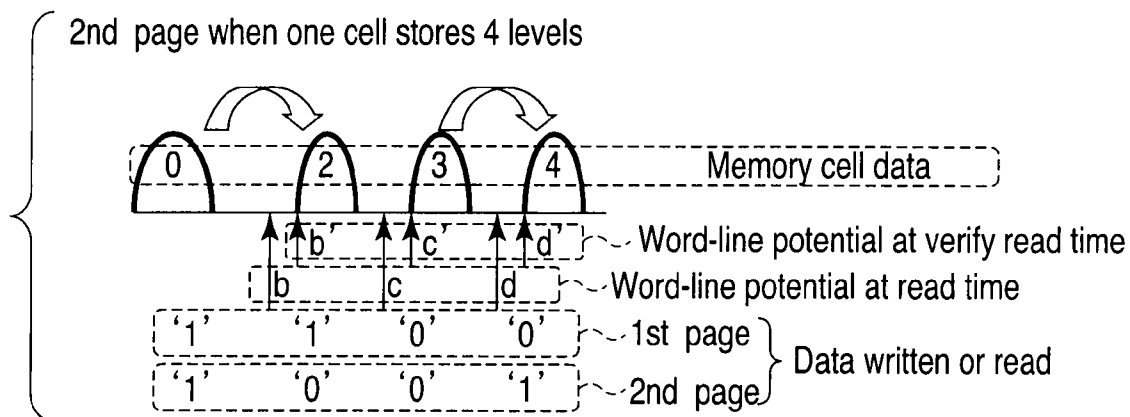 2nd page when one cell stores 4 levels
0 2 3 4 Memory cell data
b' c' d' Word-line potential at verify read time
b c d Word-line potential at read time
'1' '1' '0' '0' 1st page
Data written or read
'1' '0' '0' '1' 2nd page